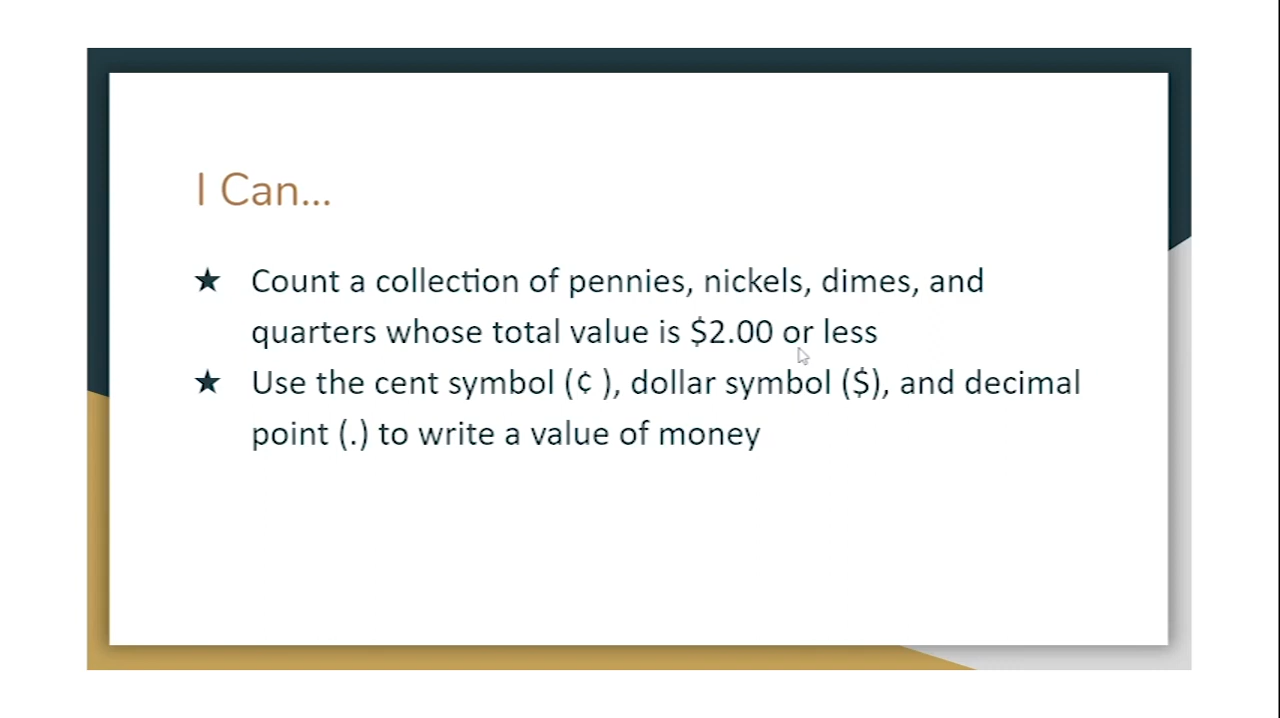 I Can...
★ Count a collection of pennies, nickels, dimes, and
quarters whose total value is $2.00 or less
★ Use the cent symbol (¢ ), dollar symbol ($), and decimal
point (.) to write a value of money